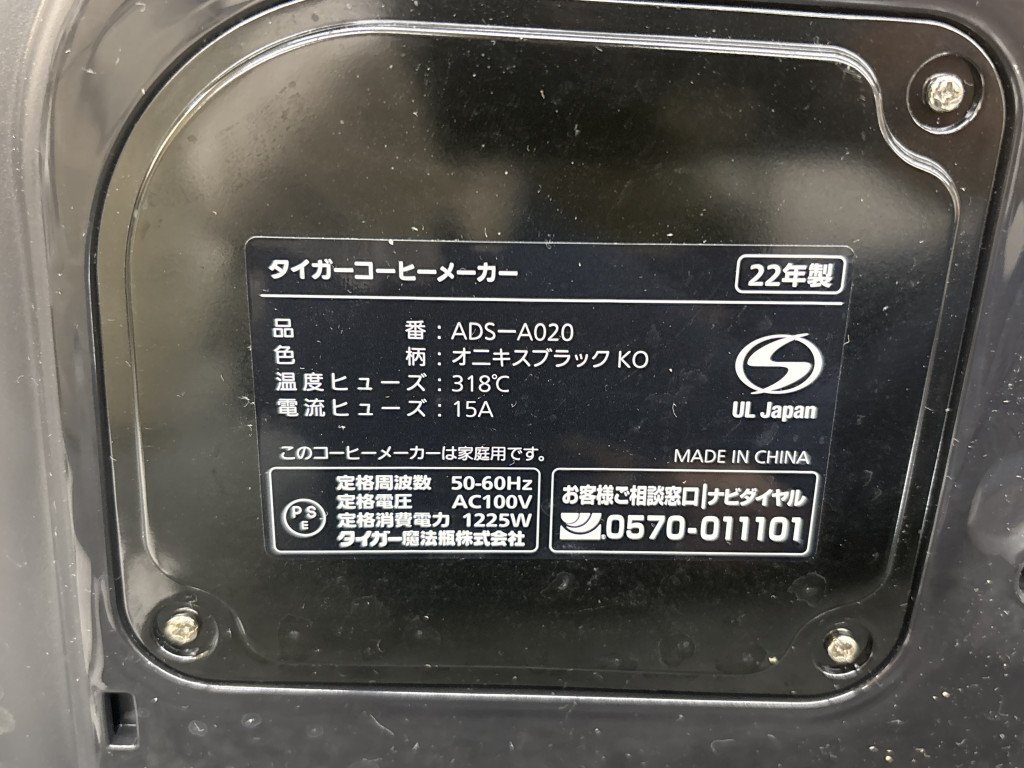 タイガーコーヒーメーカー 22年製
品番:ADS-A020
色柄:オニキスブラック KO
温度ヒューズ:318℃
電流ヒューズ:15A
UL Japan
このコーヒーメーカーは家庭用です。 MADE IN CHINA
PSE
定格周波数 50-60Hz
定格電圧 AC100V
定格消費電力 1225W
タイガー魔法瓶株式会社
お客様ご相談窓口|ナビダイヤル
0570-011101